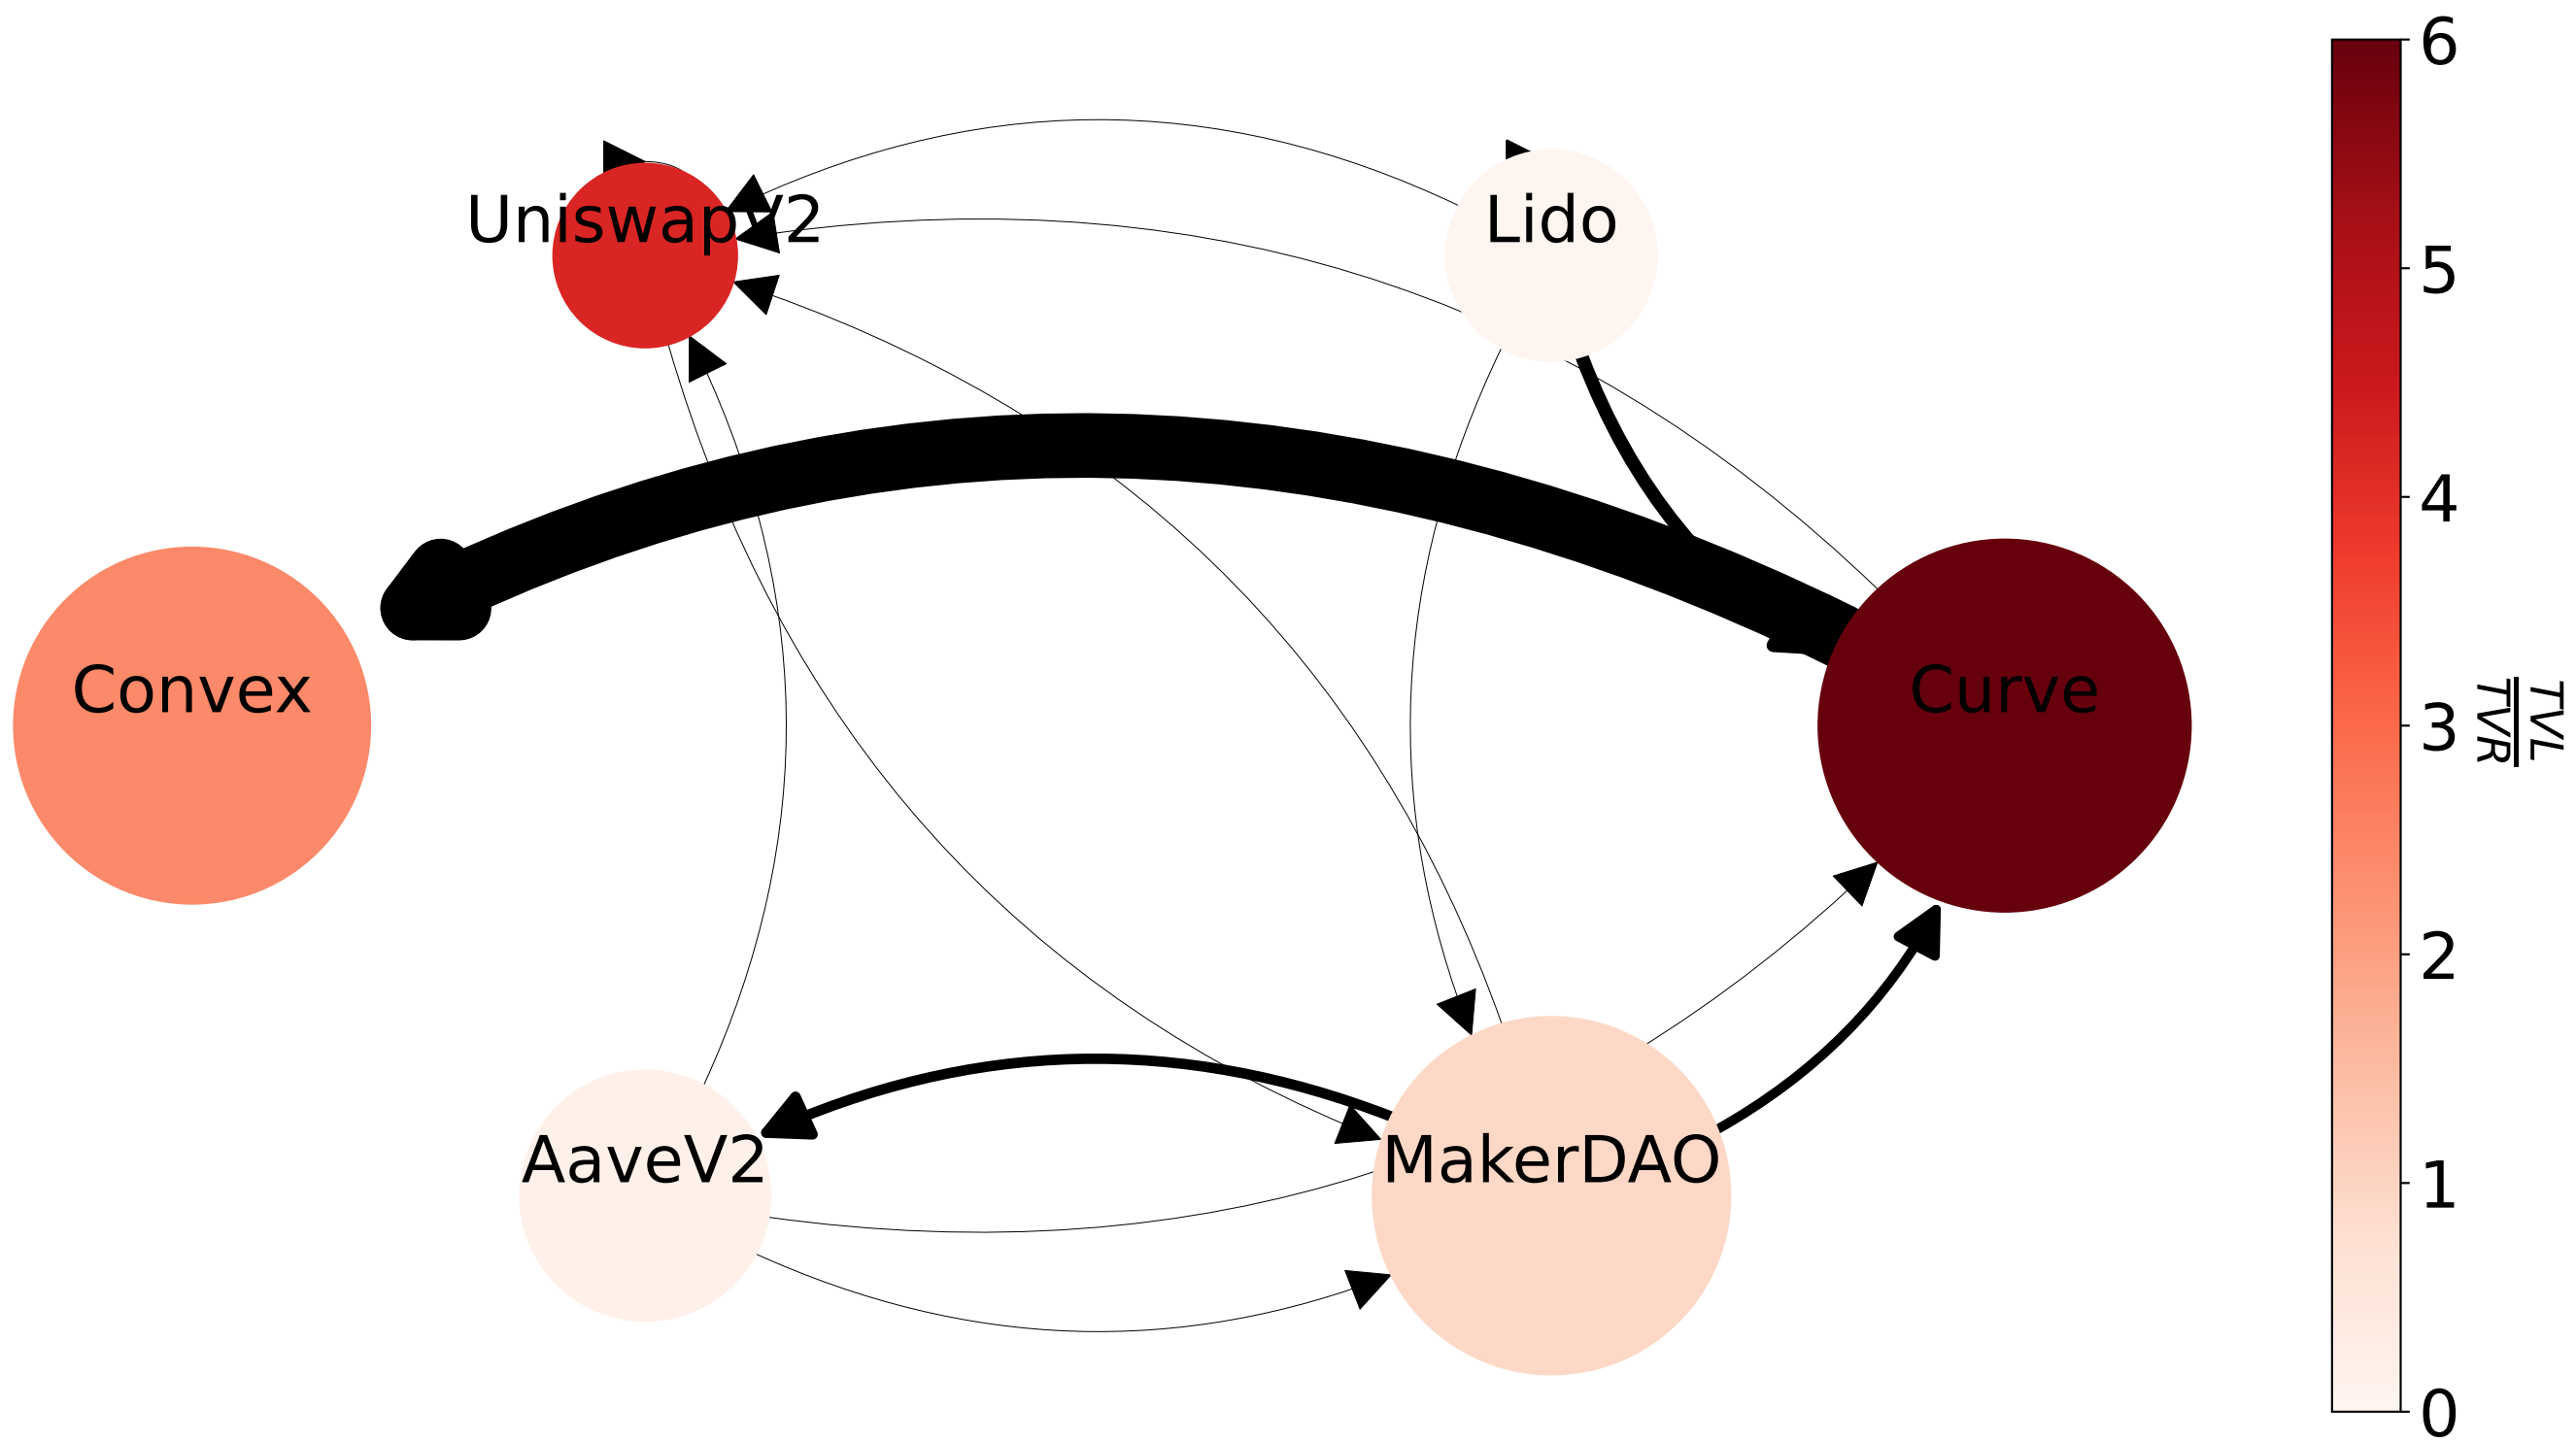 UniswapV2
Lido
Convex
Curve
AaveV2
MakerDAO
6
5
4
3
2
1
0
TVL
TVR